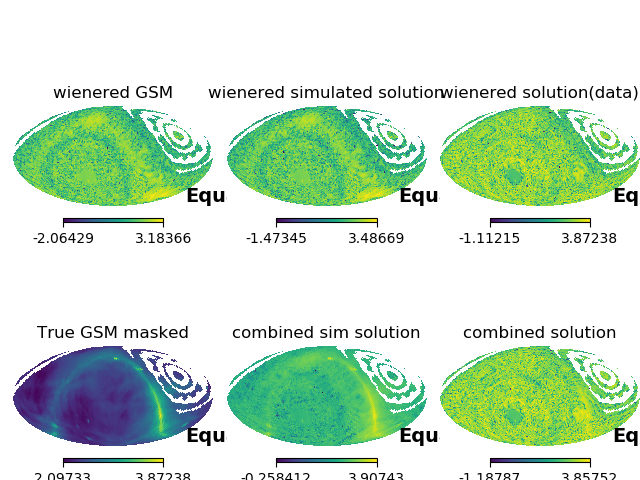 wienered GSM
wienered simulated solution
wienered solution(data)
Equ
Equ
Eq
-2.06429 3.18366
-1.47345 3.48669
-1.11215 3.87238
True GSM masked
combined sim solution
combined solution
Equ
Equ
Eq
2.09733 3.87238
-0.258412 3.90743
-1.18787 3.85752